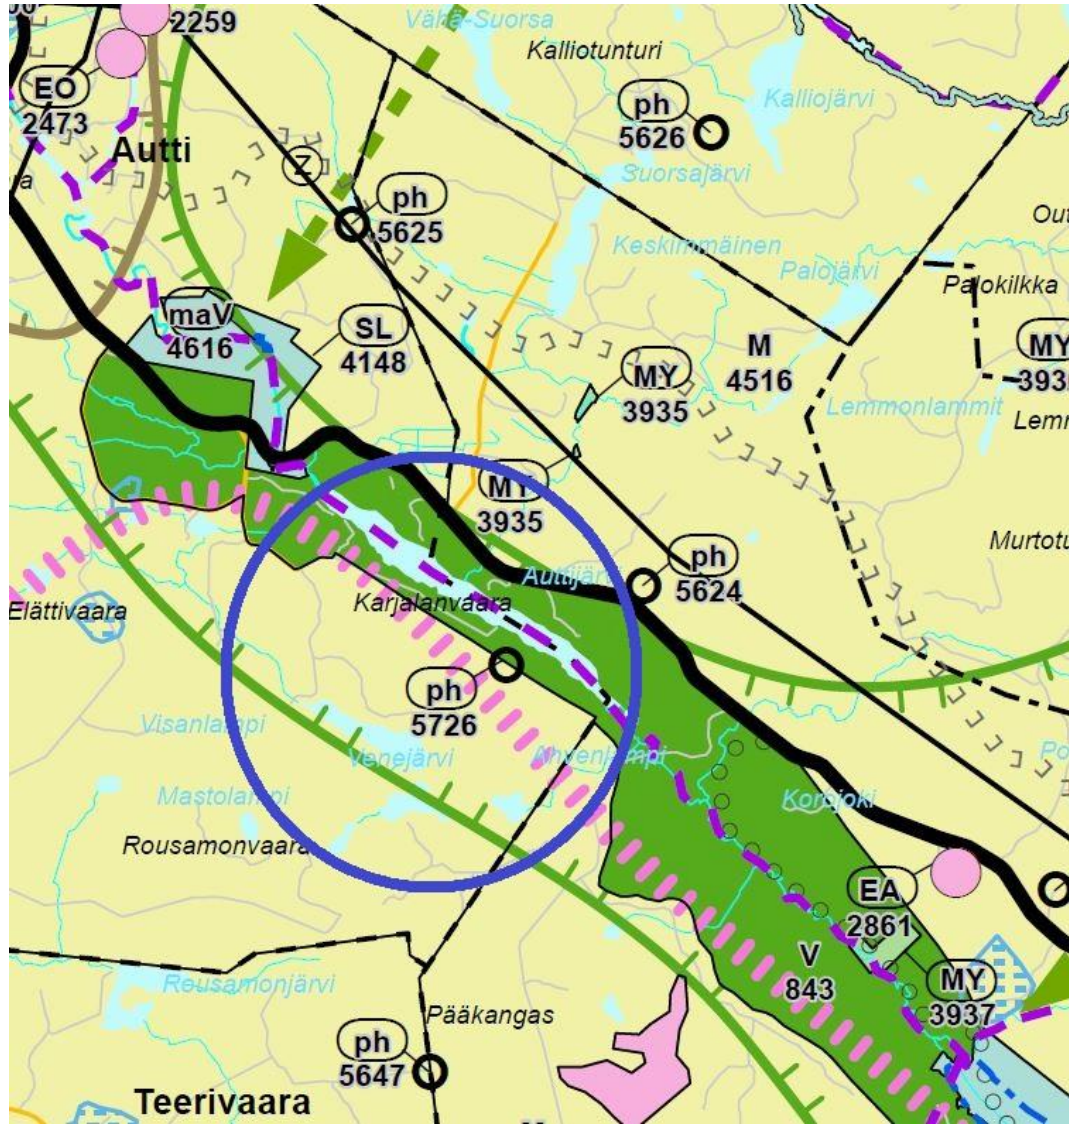 2259
Vähä-Suorsa
Kalliotunturi
EO
2473
ph
5626
Kalliojärvi
Autti
Z
Suorsajärvi
ph
5625
Keskimmäinen
Palojärvi
Palokilkka
maV
4616
SL
4148
MY
3935
M
4516
MY
Lemmonlammit
MY
3935
Murtotu
Auttijärvi
ph
5624
Elättivaara
Karjalanvaara
ph
5726
Visanlampi
Venejärvi
Ahvenlampi
Mastolampi
Korojoki
Rousamonvaara
EA
2861
V
843
MY
3937
Reusamonjärvi
Pääkangas
ph
5647
Teerivaara